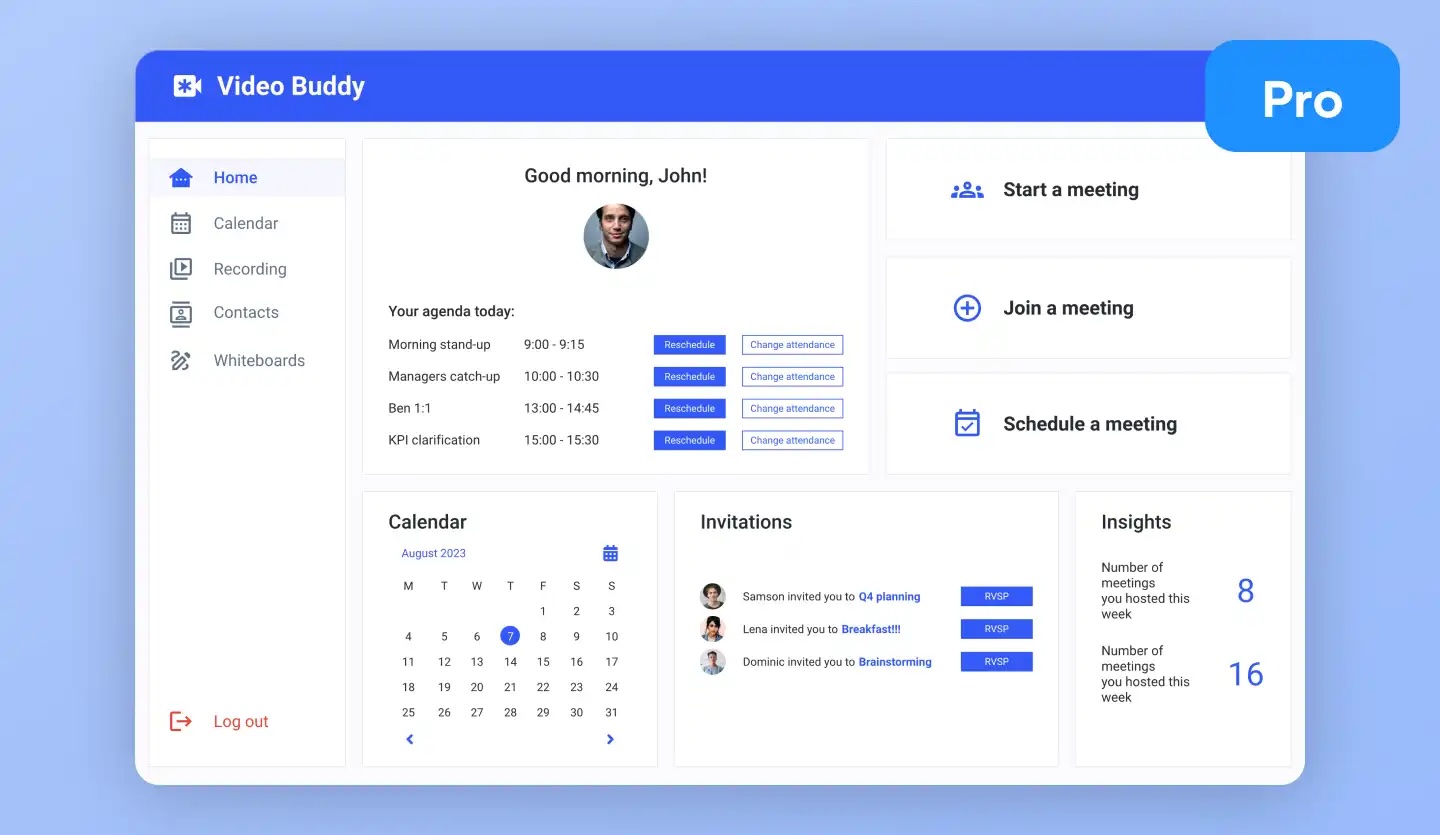 Video Buddy
Pro
Home
Calendar
Recording
Contacts
Whiteboards
Log out
Good morning, John!
Your agenda today:
Morning stand-up 9:00 - 9:15 Reschedule Change attendance
Managers catch-up 10:00 - 10:30 Reschedule Change attendance
Ben 1:1 13:00 - 14:45 Reschedule Change attendance
KPI clarification 15:00 - 15:30 Reschedule Change attendance
Start a meeting
Join a meeting
Schedule a meeting
Calendar
August 2023
M T W T F S S
1 2 3
4 5 6 7 8 9 10
11 12 13 14 15 16 17
18 19 20 21 22 23 24
25 26 27 28 29 30 31
Invitations
Samson invited you to Q4 planning RVSP
Lena invited you to Breakfast!!! RVSP
Dominic invited you to Brainstorming RVSP
Insights
Number of
meetings
you hosted this
week
8
Number of
meetings
you hosted this
week
16